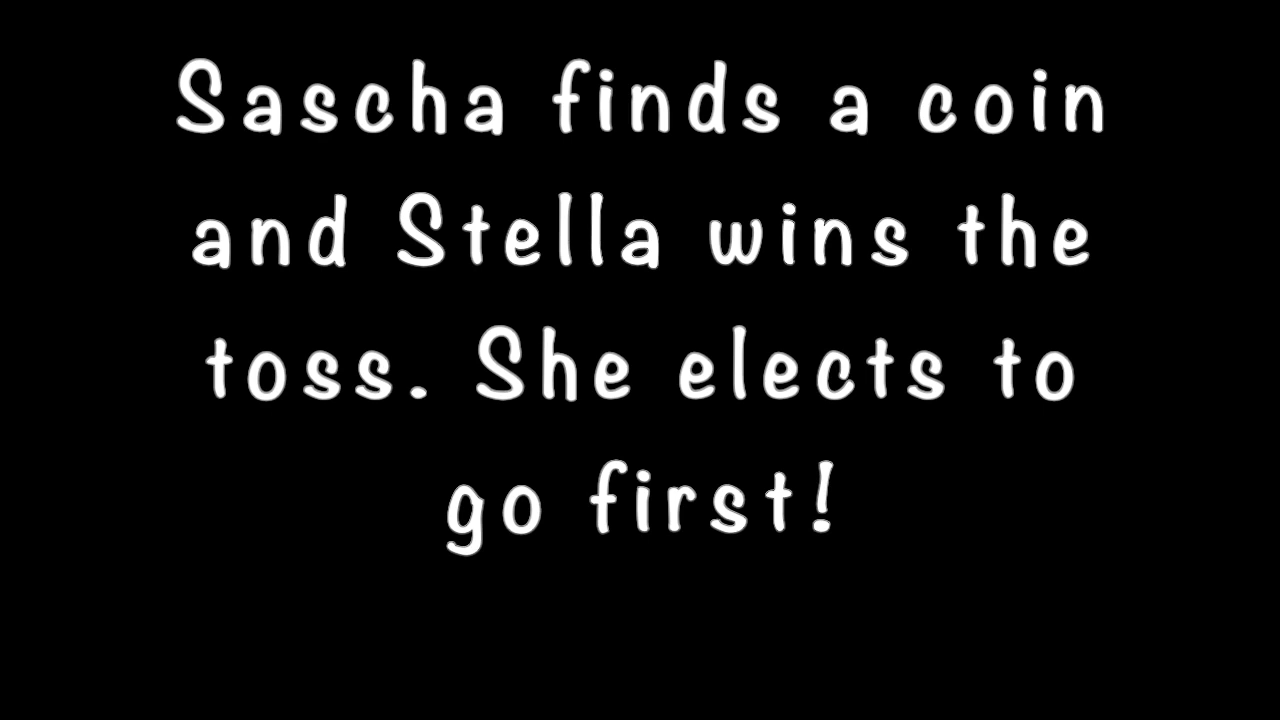 Sascha finds a coin
and Stella wins the
toss. She elects to
go first!